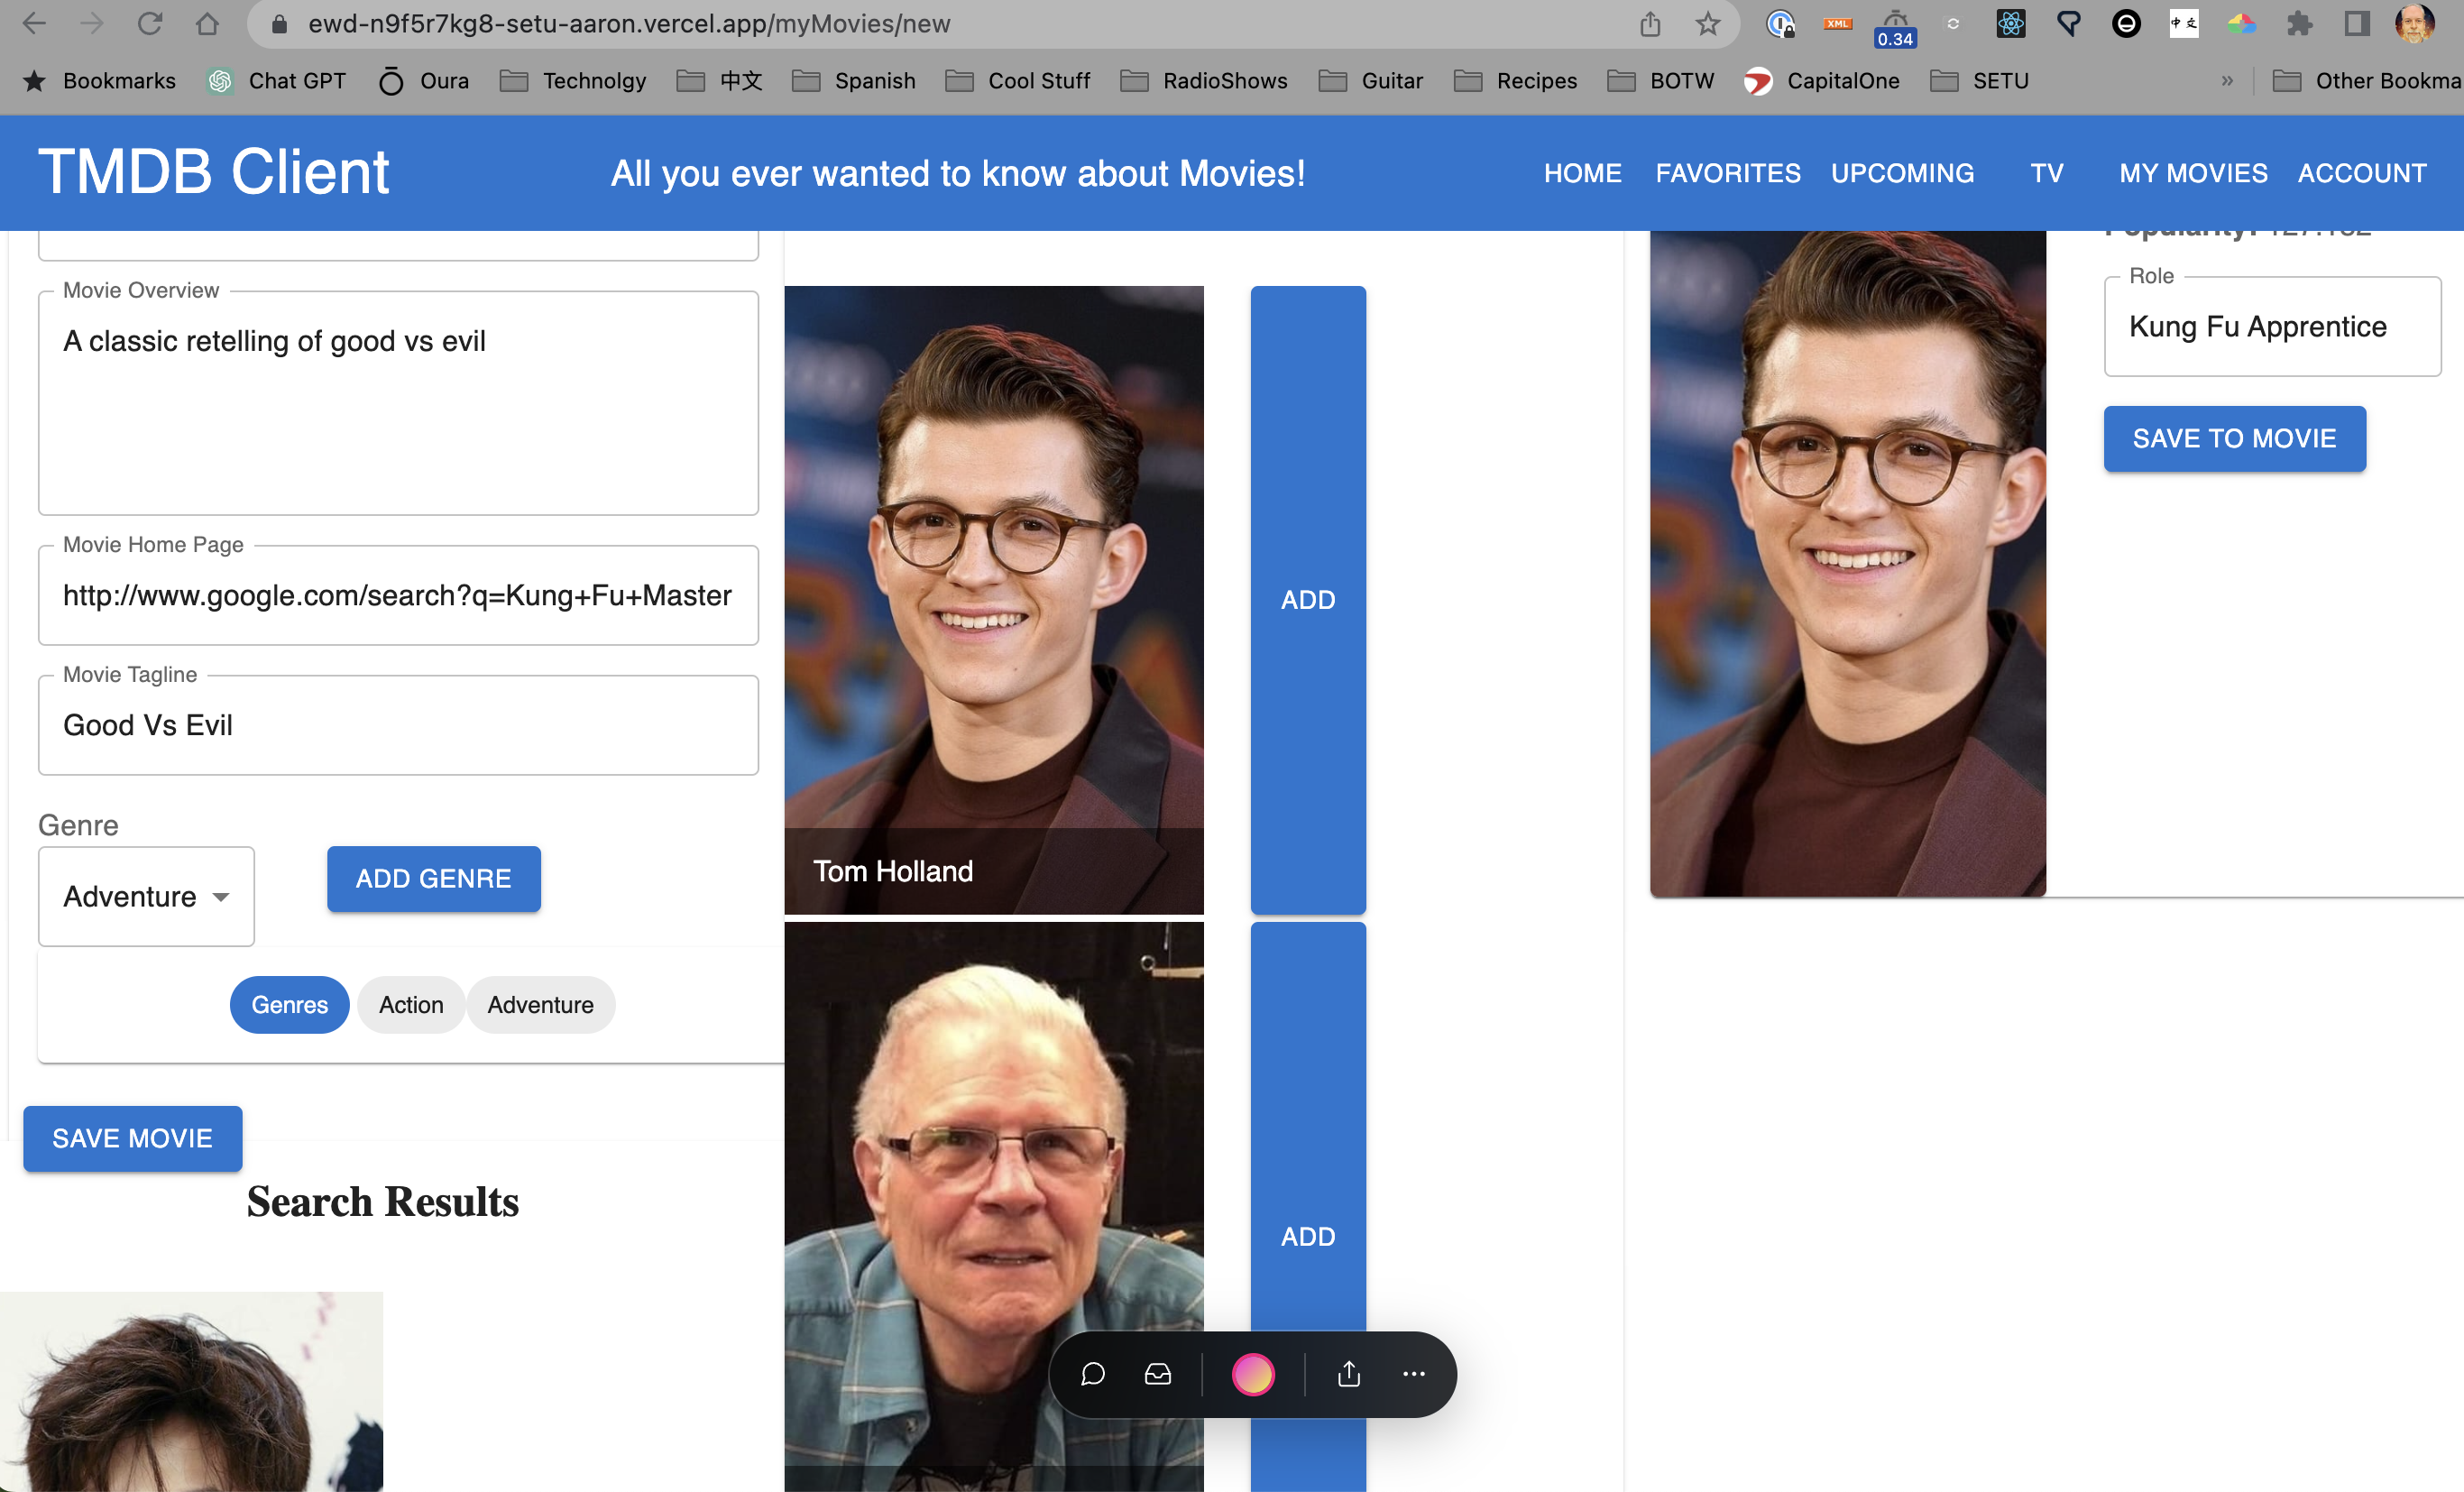 ewd-n9f5r7kg8-setu-aaron.vercel.app/myMovies/new
XML
0.34
中文
Bookmarks
Chat GPT
Oura
Technolgy
中文
Spanish
Cool Stuff
RadioShows
Guitar
Recipes
BOTW
CapitalOne
SETU
»
Other Bookma
TMDB Client
All you ever wanted to know about Movies!
HOME
FAVORITES
UPCOMING
TV
MY MOVIES
ACCOUNT
Movie Overview
A classic retelling of good vs evil
Movie Home Page
http://www.google.com/search?q=Kung+Fu+Master
Movie Tagline
Good Vs Evil
Genre
Adventure
ADD GENRE
Genres
Action
Adventure
SAVE MOVIE
Search Results
Tom Holland
ADD
ADD
Role
Kung Fu Apprentice
SAVE TO MOVIE